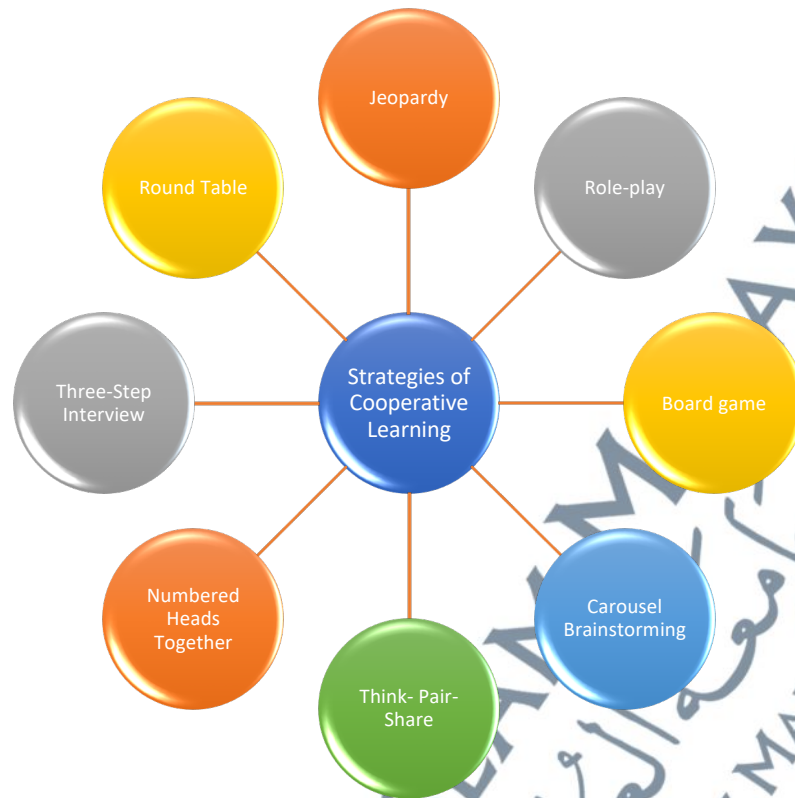 Jeopardy
Role-play
Board game
Carousel
Brainstorming
Think- Pair-
Share
Numbered
Heads
Together
Three-Step
Interview
Round Table
Strategies of
Cooperative
Learning